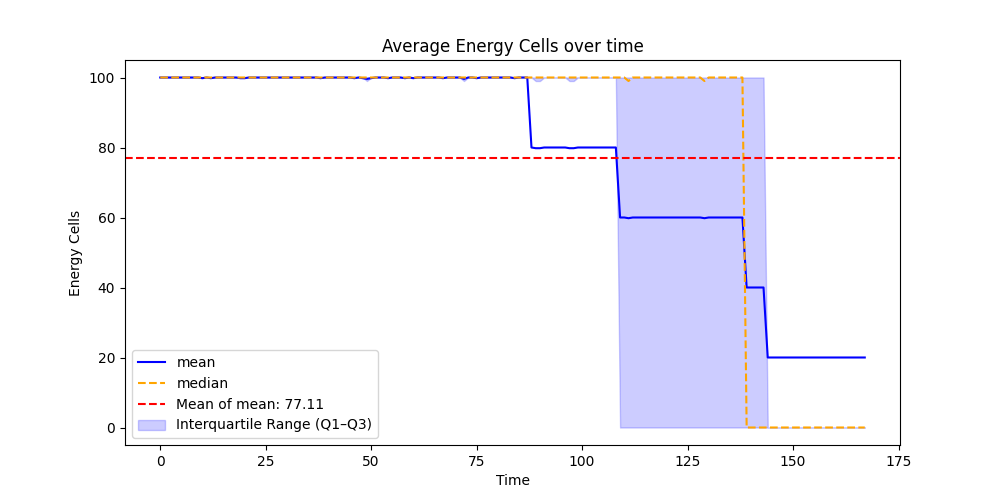 Average Energy Cells over time
Energy Cells
100
80
60
40
20
0
mean
median
Mean of mean: 77.11
Interquartile Range (Q1–Q3)
0 25 50 75 100 125 150 175
Time